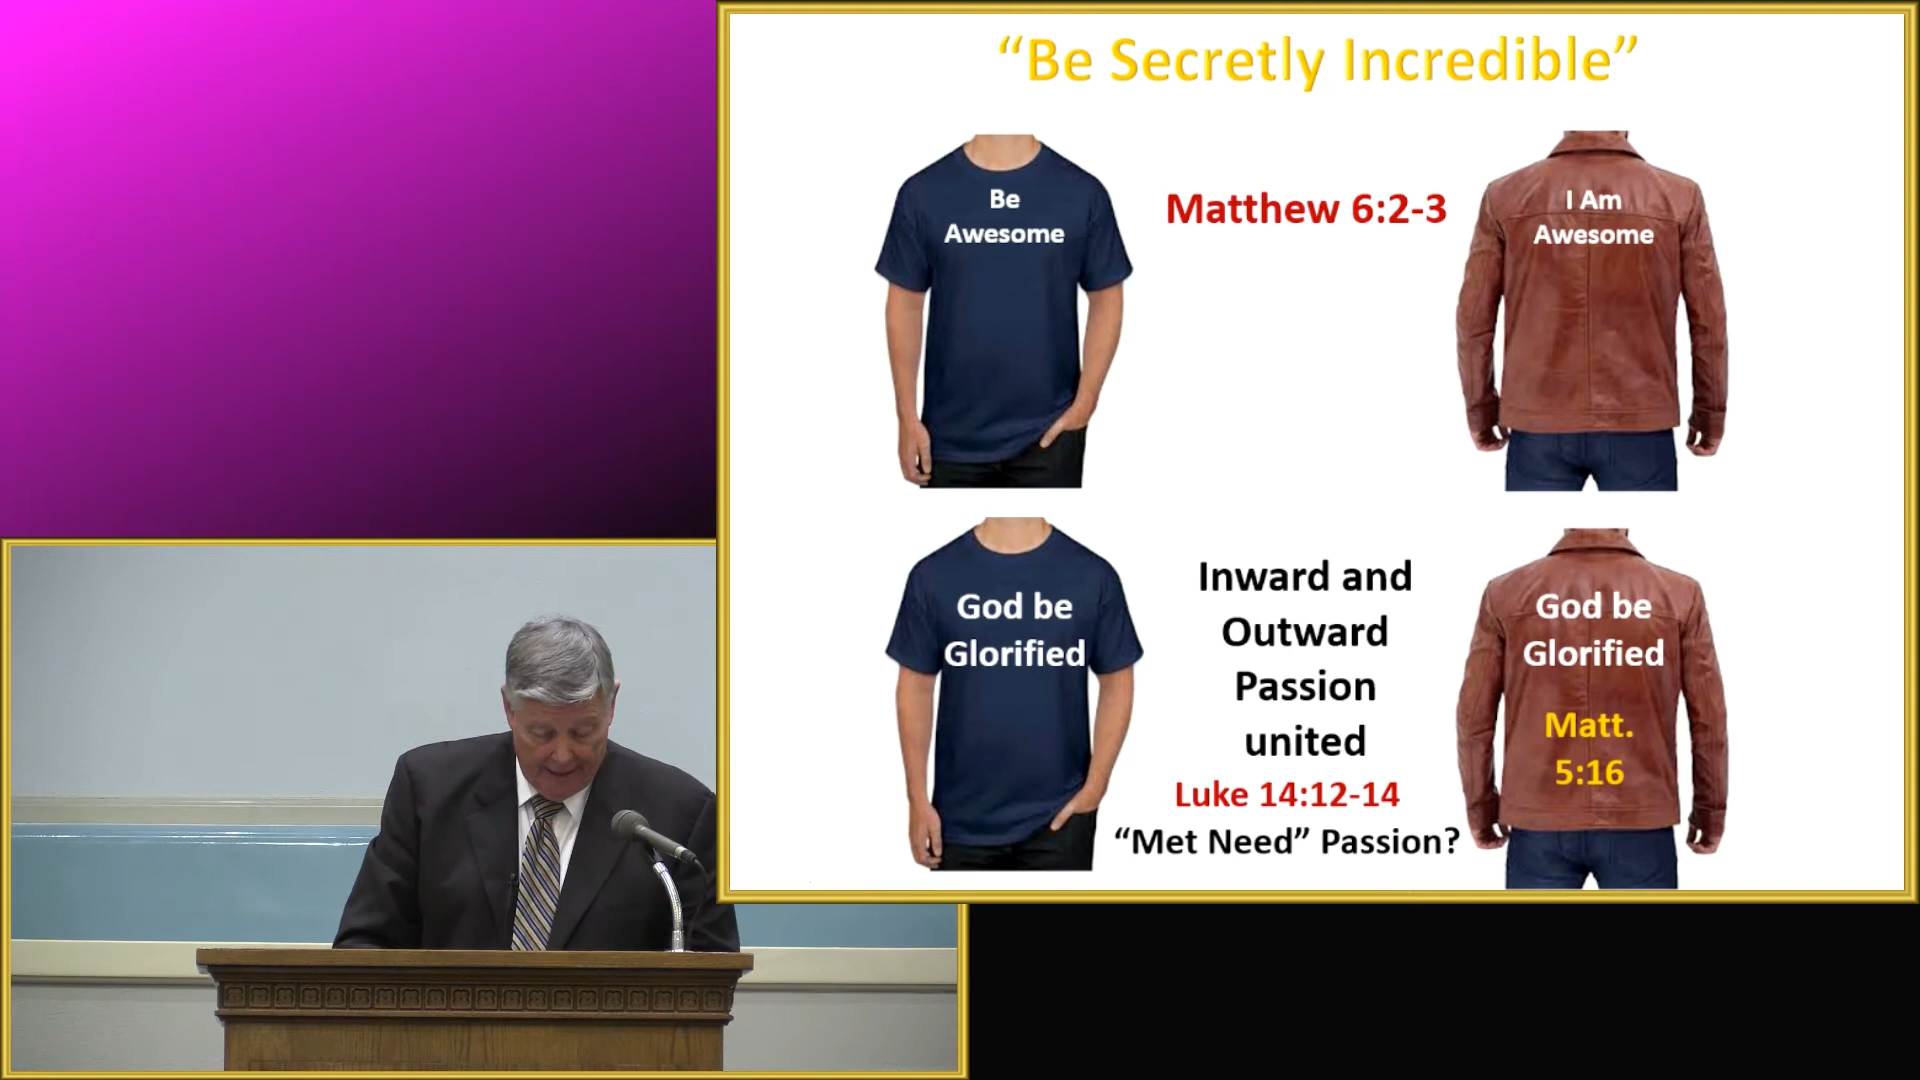 “Be Secretly Incredible”
Be
Awesome
Matthew 6:2-3
I Am
Awesome
God be
Glorified
Inward and
Outward
Passion
united
Luke 14:12-14
“Met Need” Passion?
God be
Glorified
Matt.
5:16